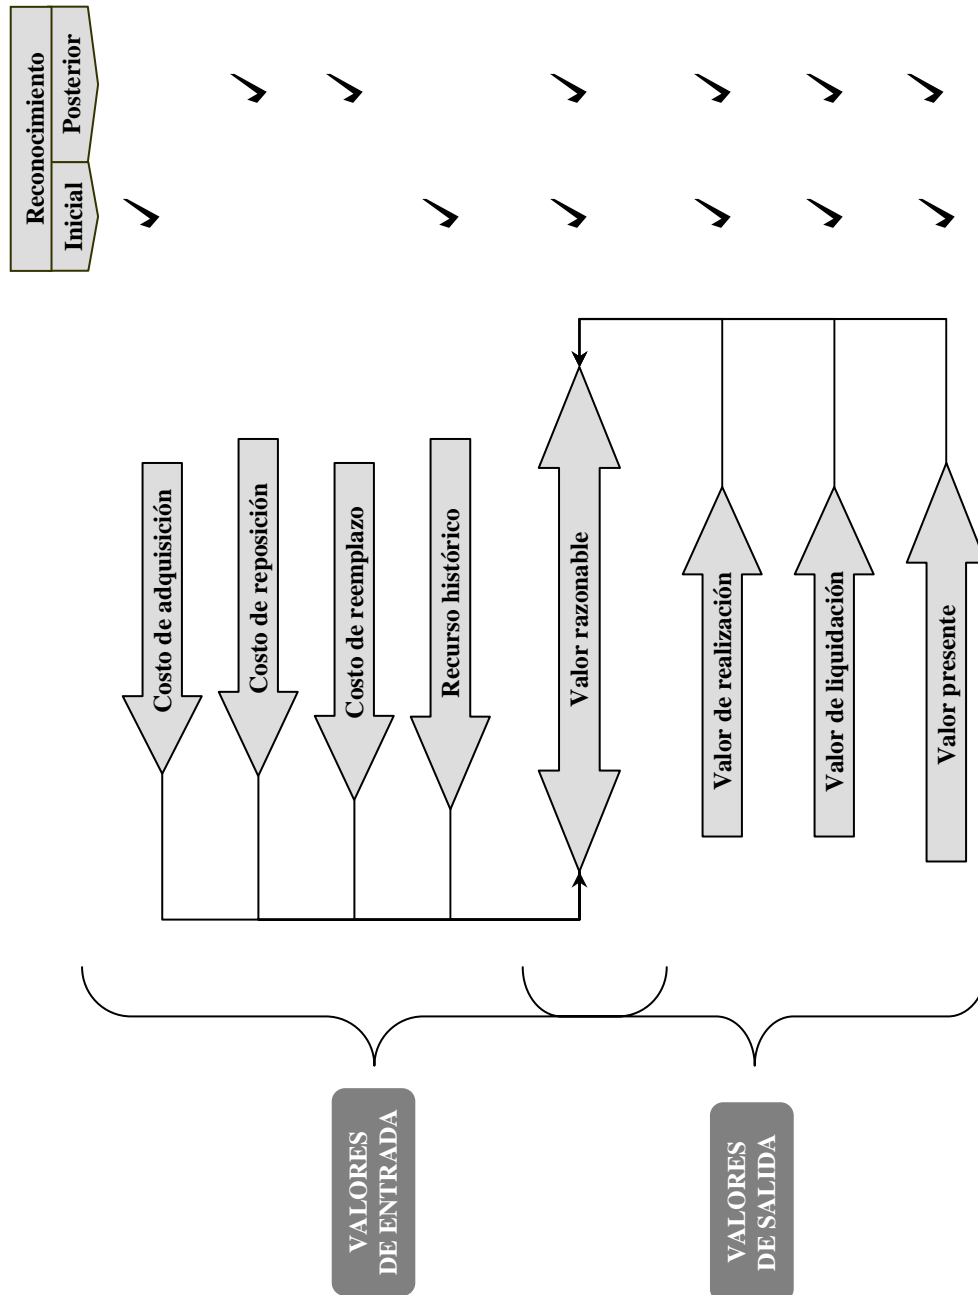 Reconocimiento
Inicial
Posterior
VALORES
DE ENTRADA
Costo de adquisición
Costo de reposición
Costo de reemplazo
Recurso histórico
Valor razonable
VALORES
DE SALIDA
Valor de realización
Valor de liquidación
Valor presente